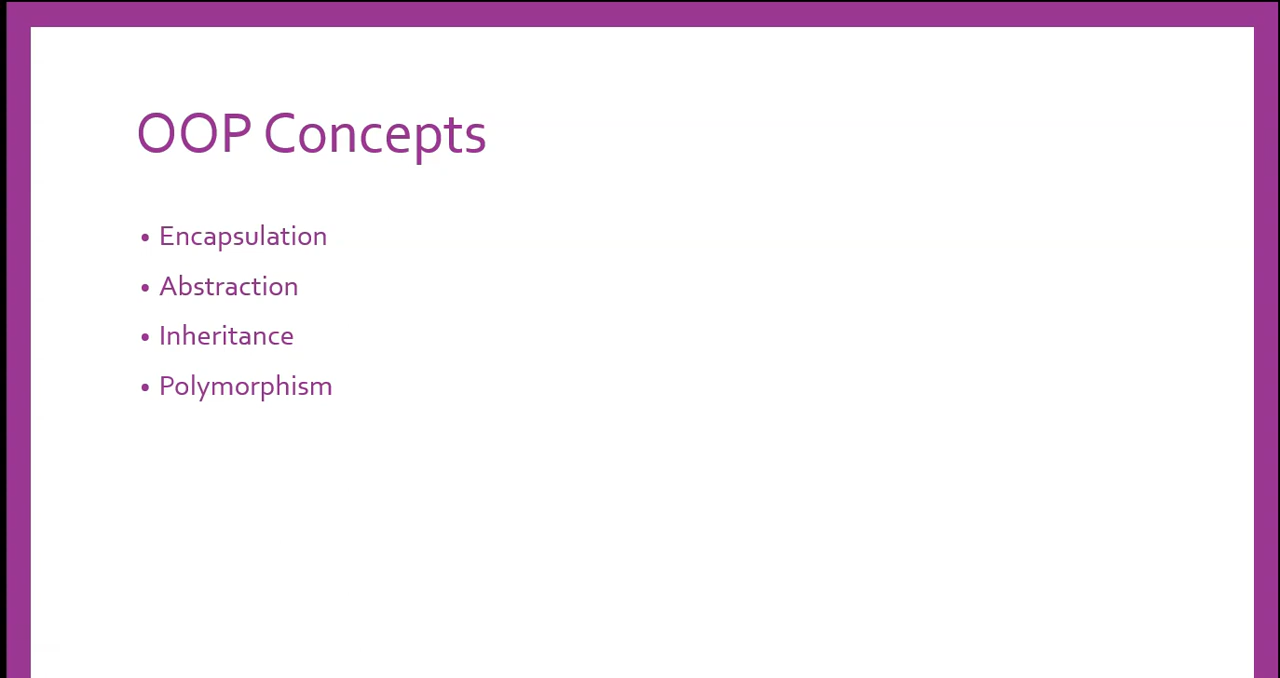 OOP Concepts
• Encapsulation
• Abstraction
• Inheritance
• Polymorphism